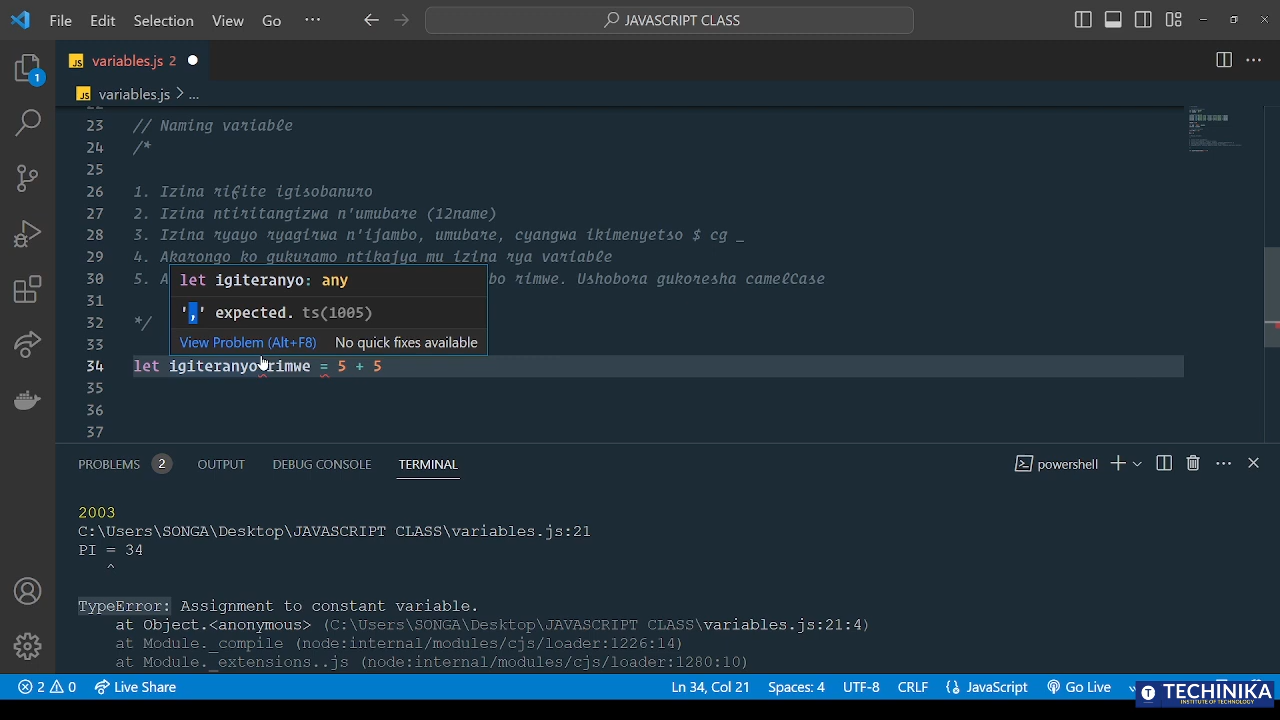 File Edit Selection View Go ··· JAVASCRIPT CLASS
JS variables.js 2
JS variables.js > ...
1
23 // Naming variable
24 /*
25
26 1. Izina rifite igisobanuro
27 2. Izina ntiritangizwa n'umubare (12name)
28 3. Izina ryayo ryagirwa n'ijambo, umubare, cyangwa ikimenyetso $ cg _
29 4. Akarongo ko gukuramo ntikajya mu izina rya variable
30 5. A bo rimwe. Ushobora gukoresha camelCase
let igiteranyo: any
31
',' expected. ts(1005)
32 */
View Problem (Alt+F8) No quick fixes available
33
34 let igiteranyo rimwe = 5 + 5
35
36
37
PROBLEMS 2 OUTPUT DEBUG CONSOLE TERMINAL powershell
2003
C:\Users\SONGA\Desktop\JAVASCRIPT CLASS\variables.js:21
PI = 34
^
TypeError: Assignment to constant variable.
at Object.<anonymous> (C:\Users\SONGA\Desktop\JAVASCRIPT CLASS\variables.js:21:4)
at Module._compile (node:internal/modules/cjs/loader:1226:14)
at Module._extensions..js (node:internal/modules/cjs/loader:1280:10)
2 0 Live Share Ln 34, Col 21 Spaces: 4 UTF-8 CRLF {} JavaScript Go Live
TECHINIKA
INSTITUTE OF TECHNOLOGY